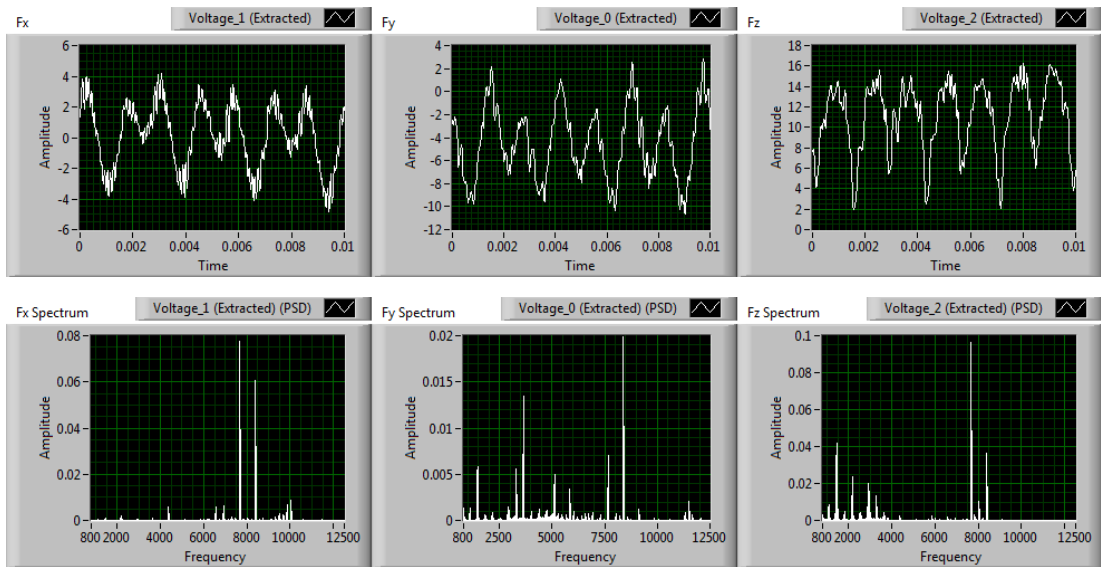 Fx
Voltage_1 (Extracted)
6
4
2
0
-2
-4
-6
Amplitude
0 0.002 0.004 0.006 0.008 0.01
Time
Fy
Voltage_0 (Extracted)
4
2
0
-2
-4
-6
-8
-10
-12
Amplitude
0 0.002 0.004 0.006 0.008 0.01
Time
Fz
Voltage_2 (Extracted)
18
16
14
12
10
8
6
4
2
0
Amplitude
0 0.002 0.004 0.006 0.008 0.01
Time
Fx Spectrum
Voltage_1 (Extracted) (PSD)
0.08
0.06
0.04
0.02
0
Amplitude
800 2000 4000 6000 8000 10000 12500
Frequency
Fy Spectrum
Voltage_0 (Extracted) (PSD)
0.02
0.015
0.01
0.005
0
Amplitude
800 2500 5000 7500 10000 12500
Frequency
Fz Spectrum
Voltage_2 (Extracted) (PSD)
0.1
0.08
0.06
0.04
0.02
0
Amplitude
800 2000 4000 6000 8000 10000 12500
Frequency